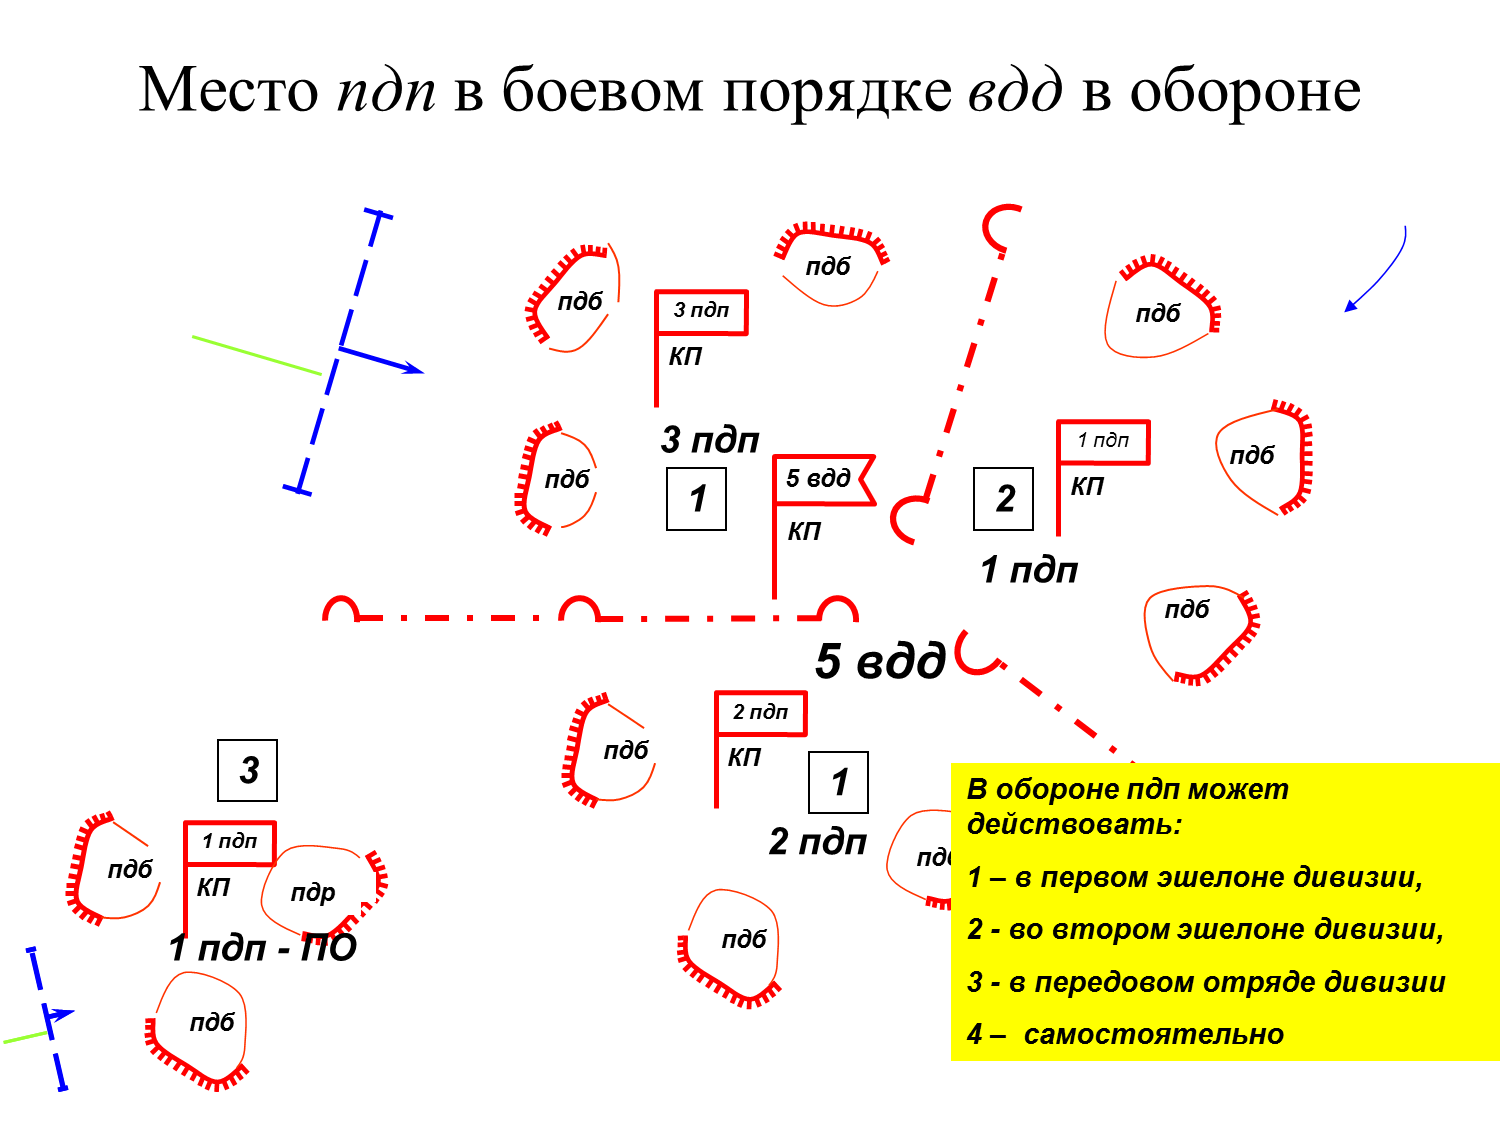 Место пдп в боевом порядке вдд в обороне
пдб
пдб
пдб
3 пдп
КП
3 пдп
пдб
1
5 вдд
КП
2
1 пдп
КП
1 пдп
пдб
пдб
5 вдд
2 пдп
КП
пдб
1
2 пдп
3
1 пдп
КП
пдб
пдр
1 пдп - ПО
пдб
пдб
В обороне пдп может
действовать:
1 – в первом эшелоне дивизии,
2 - во втором эшелоне дивизии,
3 - в передовом отряде дивизии
4 – самостоятельно